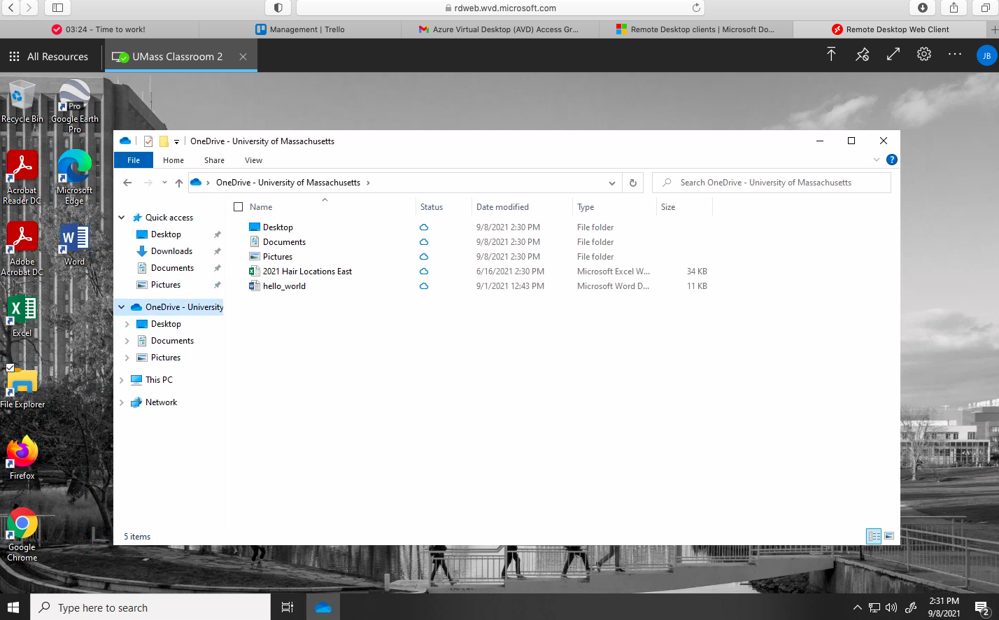 rdweb.wvd.microsoft.com
03:24 - Time to work!
Management | Trello
Azure Virtual Desktop (AVD) Access Gr...
Remote Desktop clients | Microsoft Do...
Remote Desktop Web Client
All Resources
UMass Classroom 2
JB
Recycle Bin
Pro
Google Earth
Pro
Acrobat
Reader DC
Microsoft
Edge
Adobe
Acrobat DC
Word
Excel
File Explorer
Firefox
Google
Chrome
OneDrive - University of Massachusetts
File
Home
Share
View
OneDrive - University of Massachusetts
Search OneDrive - University of Massachusetts
Quick access
Desktop
Downloads
Documents
Pictures
OneDrive - University
Desktop
Documents
Pictures
This PC
Network
Name Status Date modified Type Size
Desktop 9/8/2021 2:30 PM File folder
Documents 9/8/2021 2:30 PM File folder
Pictures 9/8/2021 2:30 PM File folder
2021 Hair Locations East 6/16/2021 2:30 PM Microsoft Excel W... 34 KB
hello_world 9/1/2021 12:43 PM Microsoft Word D... 11 KB
5 items
Type here to search
2:31 PM
9/8/2021
2